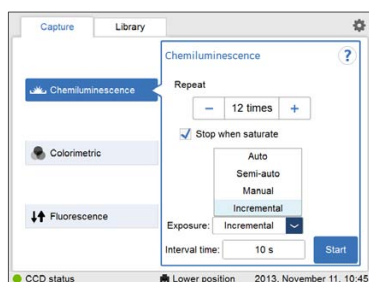 Capture Library
Chemiluminescence ?
Chemiluminescence
Repeat
− 12 times +
Stop when saturate
Colorimetric
Auto
Semi-auto
Manual
Incremental
Fluorescence
Exposure: Incremental
Interval time: 10 s Start
CCD status Lower position 2013. November 11. 10:45